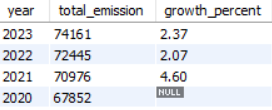 year total_emission growth_percent
2023 74161 2.37
2022 72445 2.07
2021 70976 4.60
2020 67852 NULL